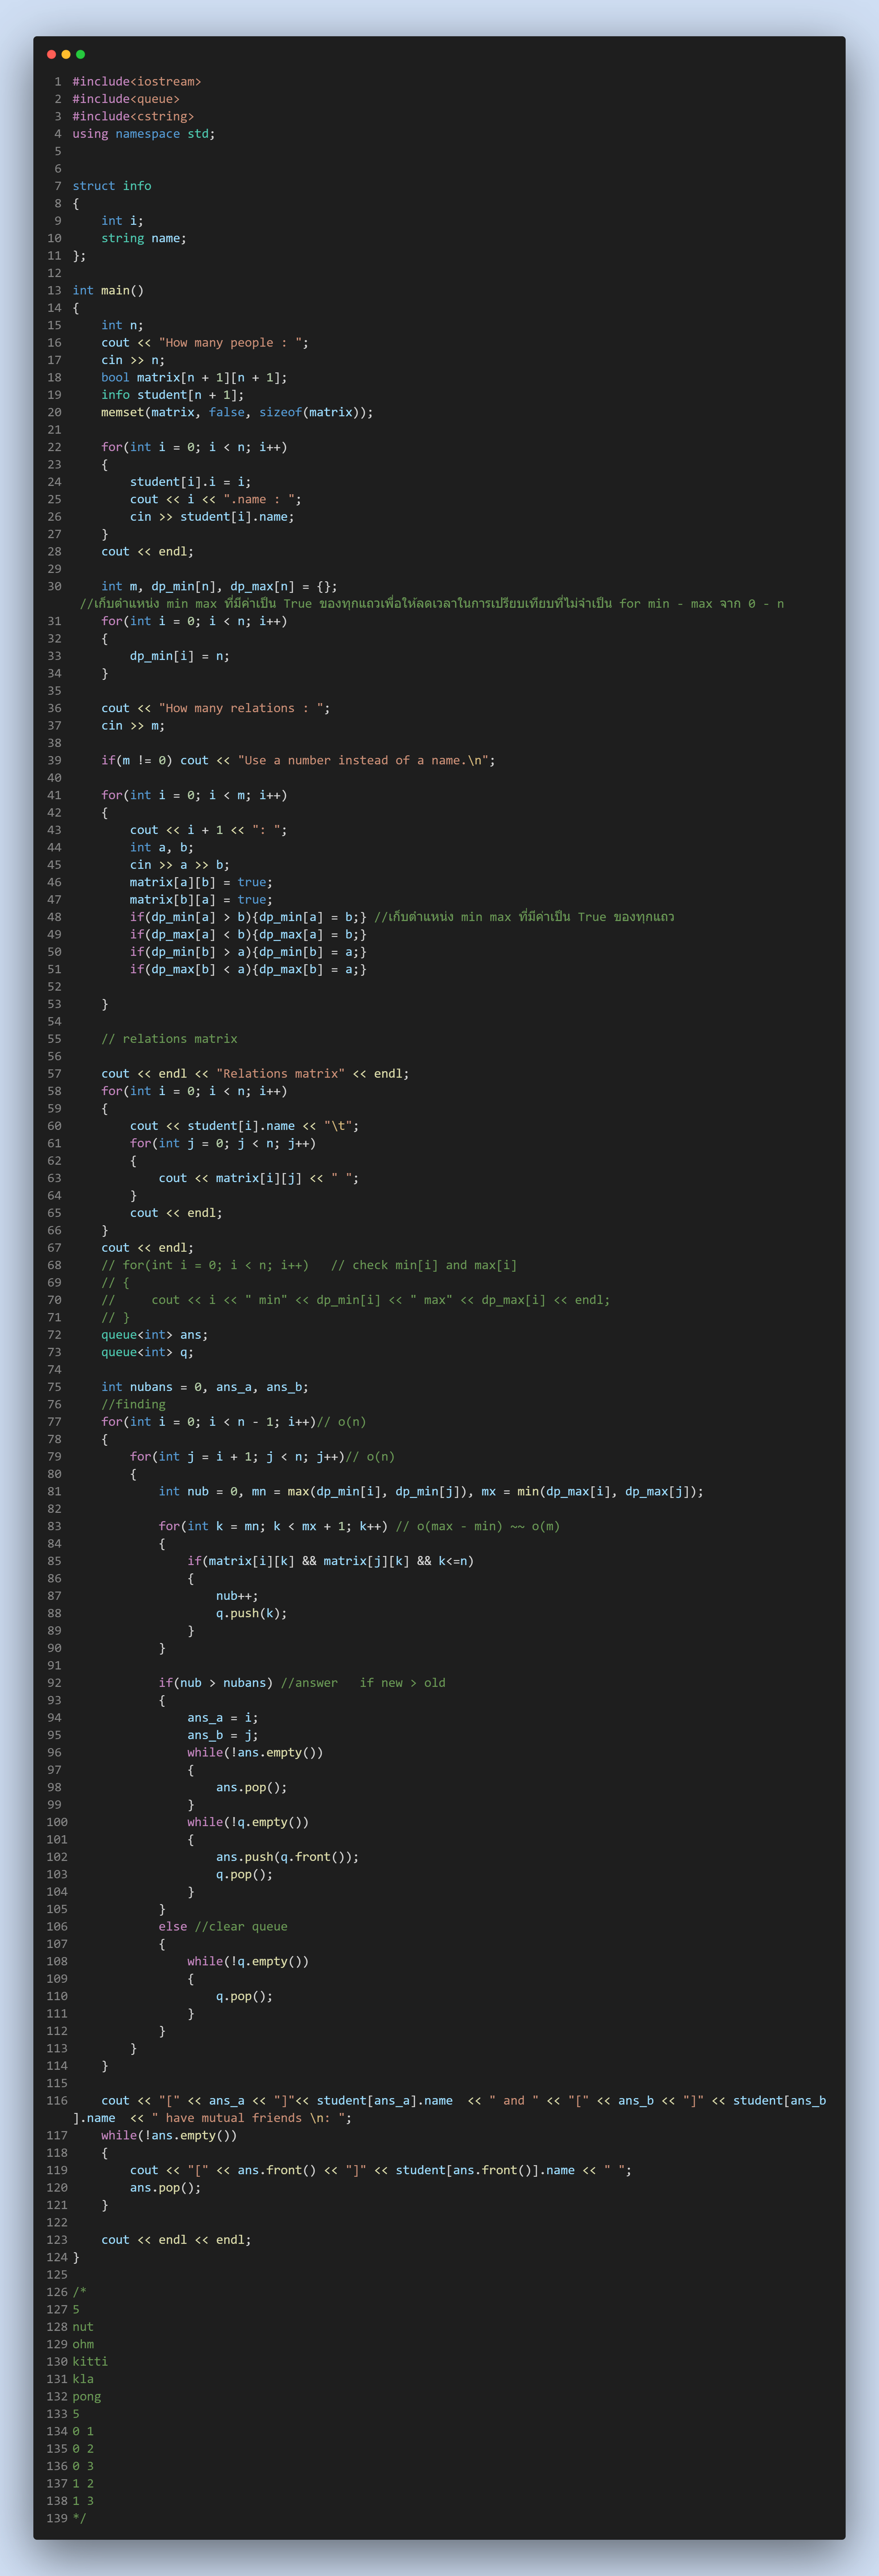 1 #include<iostream>
2 #include<queue>
3 #include<cstring>
4 using namespace std;
5
6
7 struct info
8 {
9     int i;
10     string name;
11 };
12
13 int main()
14 {
15     int n;
16     cout << "How many people : ";
17     cin >> n;
18     bool matrix[n + 1][n + 1];
19     info student[n + 1];
20     memset(matrix, false, sizeof(matrix));
21
22     for(int i = 0; i < n; i++)
23     {
24         student[i].i = i;
25         cout << i << ".name : ";
26         cin >> student[i].name;
27     }
28     cout << endl;
29
30     int m, dp_min[n], dp_max[n] = {};
 //เก็บตำแหน่ง min max ที่มีค่าเป็น True ของทุกแถวเพื่อให้ลดเวลาในการเปรียบเทียบที่ไม่จำเป็น for min - max จาก 0 - n
31     for(int i = 0; i < n; i++)
32     {
33         dp_min[i] = n;
34     }
35
36     cout << "How many relations : ";
37     cin >> m;
38
39     if(m != 0) cout << "Use a number instead of a name.\n";
40
41     for(int i = 0; i < m; i++)
42     {
43         cout << i + 1 << ": ";
44         int a, b;
45         cin >> a >> b;
46         matrix[a][b] = true;
47         matrix[b][a] = true;
48         if(dp_min[a] > b){dp_min[a] = b;} //เก็บตำแหน่ง min max ที่มีค่าเป็น True ของทุกแถว
49         if(dp_max[a] < b){dp_max[a] = b;}
50         if(dp_min[b] > a){dp_min[b] = a;}
51         if(dp_max[b] < a){dp_max[b] = a;}
52
53     }
54
55     // relations matrix
56
57     cout << endl << "Relations matrix" << endl;
58     for(int i = 0; i < n; i++)
59     {
60         cout << student[i].name << "\t";
61         for(int j = 0; j < n; j++)
62         {
63             cout << matrix[i][j] << " ";
64         }
65         cout << endl;
66     }
67     cout << endl;
68     // for(int i = 0; i < n; i++)   // check min[i] and max[i]
69     // {
70     //     cout << i << " min" << dp_min[i] << " max" << dp_max[i] << endl;
71     // }
72     queue<int> ans;
73     queue<int> q;
74
75     int nubans = 0, ans_a, ans_b;
76     //finding
77     for(int i = 0; i < n - 1; i++)// o(n)
78     {
79         for(int j = i + 1; j < n; j++)// o(n)
80         {
81             int nub = 0, mn = max(dp_min[i], dp_min[j]), mx = min(dp_max[i], dp_max[j]);
82
83             for(int k = mn; k < mx + 1; k++) // o(max - min) ~~ o(m)
84             {
85                 if(matrix[i][k] && matrix[j][k] && k<=n)
86                 {
87                     nub++;
88                     q.push(k);
89                 }
90             }
91
92             if(nub > nubans) //answer   if new > old
93             {
94                 ans_a = i;
95                 ans_b = j;
96                 while(!ans.empty())
97                 {
98                     ans.pop();
99                 }
100                 while(!q.empty())
101                 {
102                     ans.push(q.front());
103                     q.pop();
104                 }
105             }
106             else //clear queue
107             {
108                 while(!q.empty())
109                 {
110                     q.pop();
111                 }
112             }
113         }
114     }
115
116     cout << "[" << ans_a << "]"<< student[ans_a].name  << " and " << "[" << ans_b << "]" << student[ans_b
].name  << " have mutual friends \n: ";
117     while(!ans.empty())
118     {
119         cout << "[" << ans.front() << "]" << student[ans.front()].name << " ";
120         ans.pop();
121     }
122
123     cout << endl << endl;
124 }
125
126 /*
127 5
128 nut
129 ohm
130 kitti
131 kla
132 pong
133 5
134 0 1
135 0 2
136 0 3
137 1 2
138 1 3
139 */